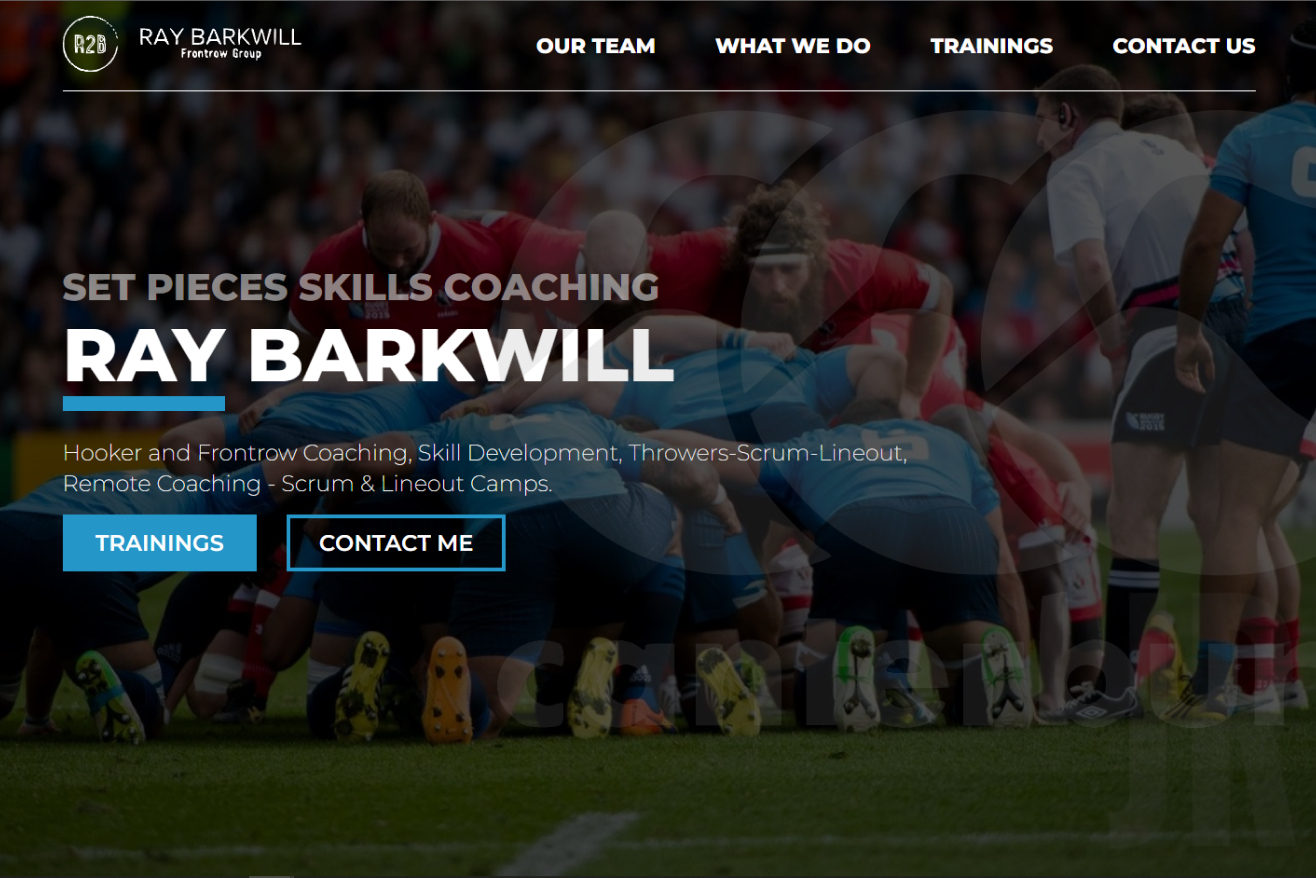 R2B
RAY BARKWILL
Frontrow Group
OUR TEAM
WHAT WE DO
TRAININGS
CONTACT US
SET PIECES SKILLS COACHING
RAY BARKWILL
Hooker and Frontrow Coaching, Skill Development, Throwers-Scrum-Lineout,
Remote Coaching - Scrum & Lineout Camps.
TRAININGS
CONTACT ME
canterbur